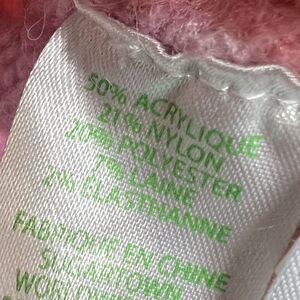 50% ACRYLIQUE
21% NYLON
20% POLYESTER
7% LAINE
2% ELASTHANNE
FABRIQUE EN CHINE
SUGARTOWN